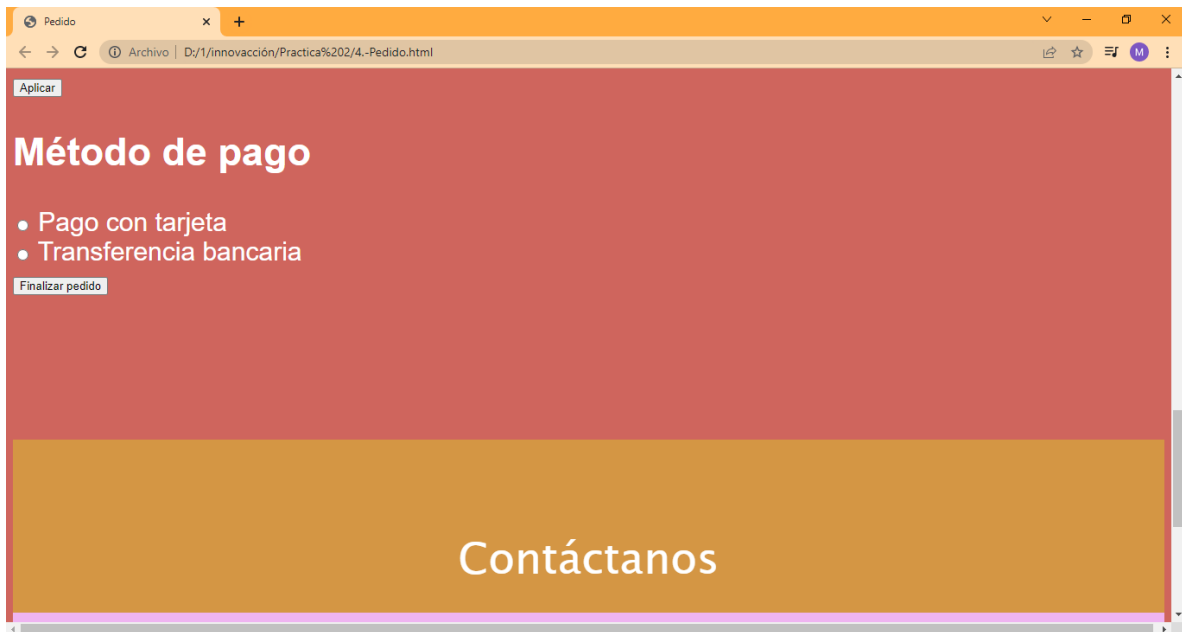 Pedido
Archivo | D:/1/innovacción/Practica%202/4.-Pedido.html
M
Aplicar
Método de pago
Pago con tarjeta
Transferencia bancaria
Finalizar pedido
Contáctanos